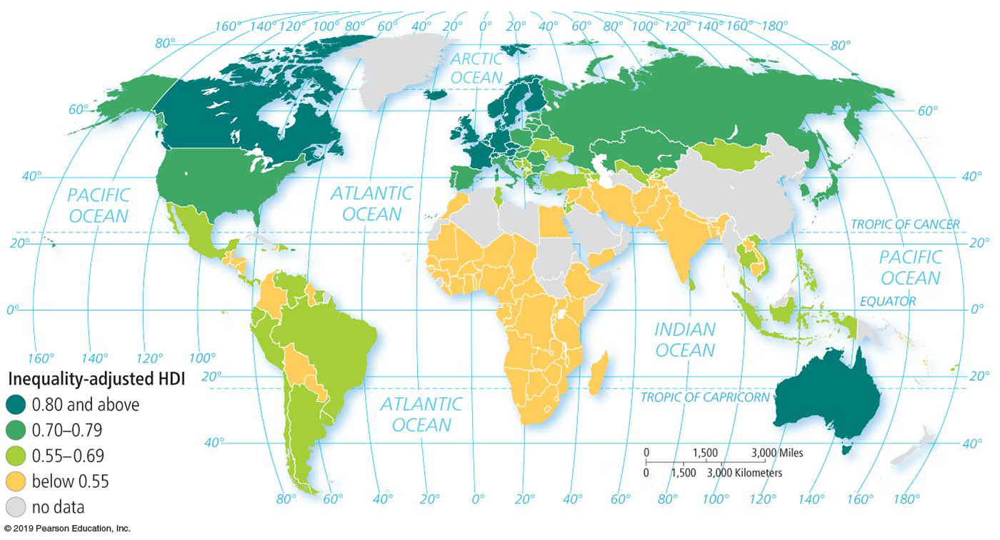 160° 140° 120° 100° 80° 60° 40° 20° 0° 20° 40° 60° 80° 100° 120° 140° 160° 180°
80° 80°
ARCTIC
OCEAN
60° 60°
40° 40°
PACIFIC
OCEAN
ATLANTIC
OCEAN
TROPIC OF CANCER
20° 20°
PACIFIC
OCEAN
EQUATOR
0° 0°
INDIAN
OCEAN
160° 140° 120° 100°
20° 20°
TROPIC OF CAPRICORN
ATLANTIC
OCEAN
40° 40°
0 1,500 3,000 Miles
0 1,500 3,000 Kilometers
80° 60° 40° 20° 0° 20° 40° 60° 80° 100° 120° 140° 160° 180°
Inequality-adjusted HDI
0.80 and above
0.70–0.79
0.55–0.69
below 0.55
no data
© 2019 Pearson Education, Inc.